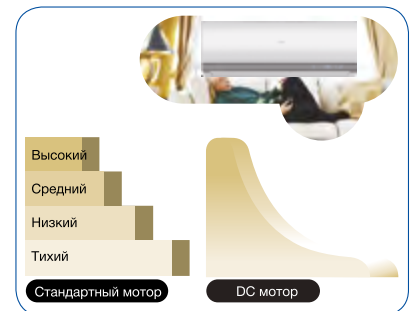 Высокий
Средний
Низкий
Тихий
Стандартный мотор
DC мотор